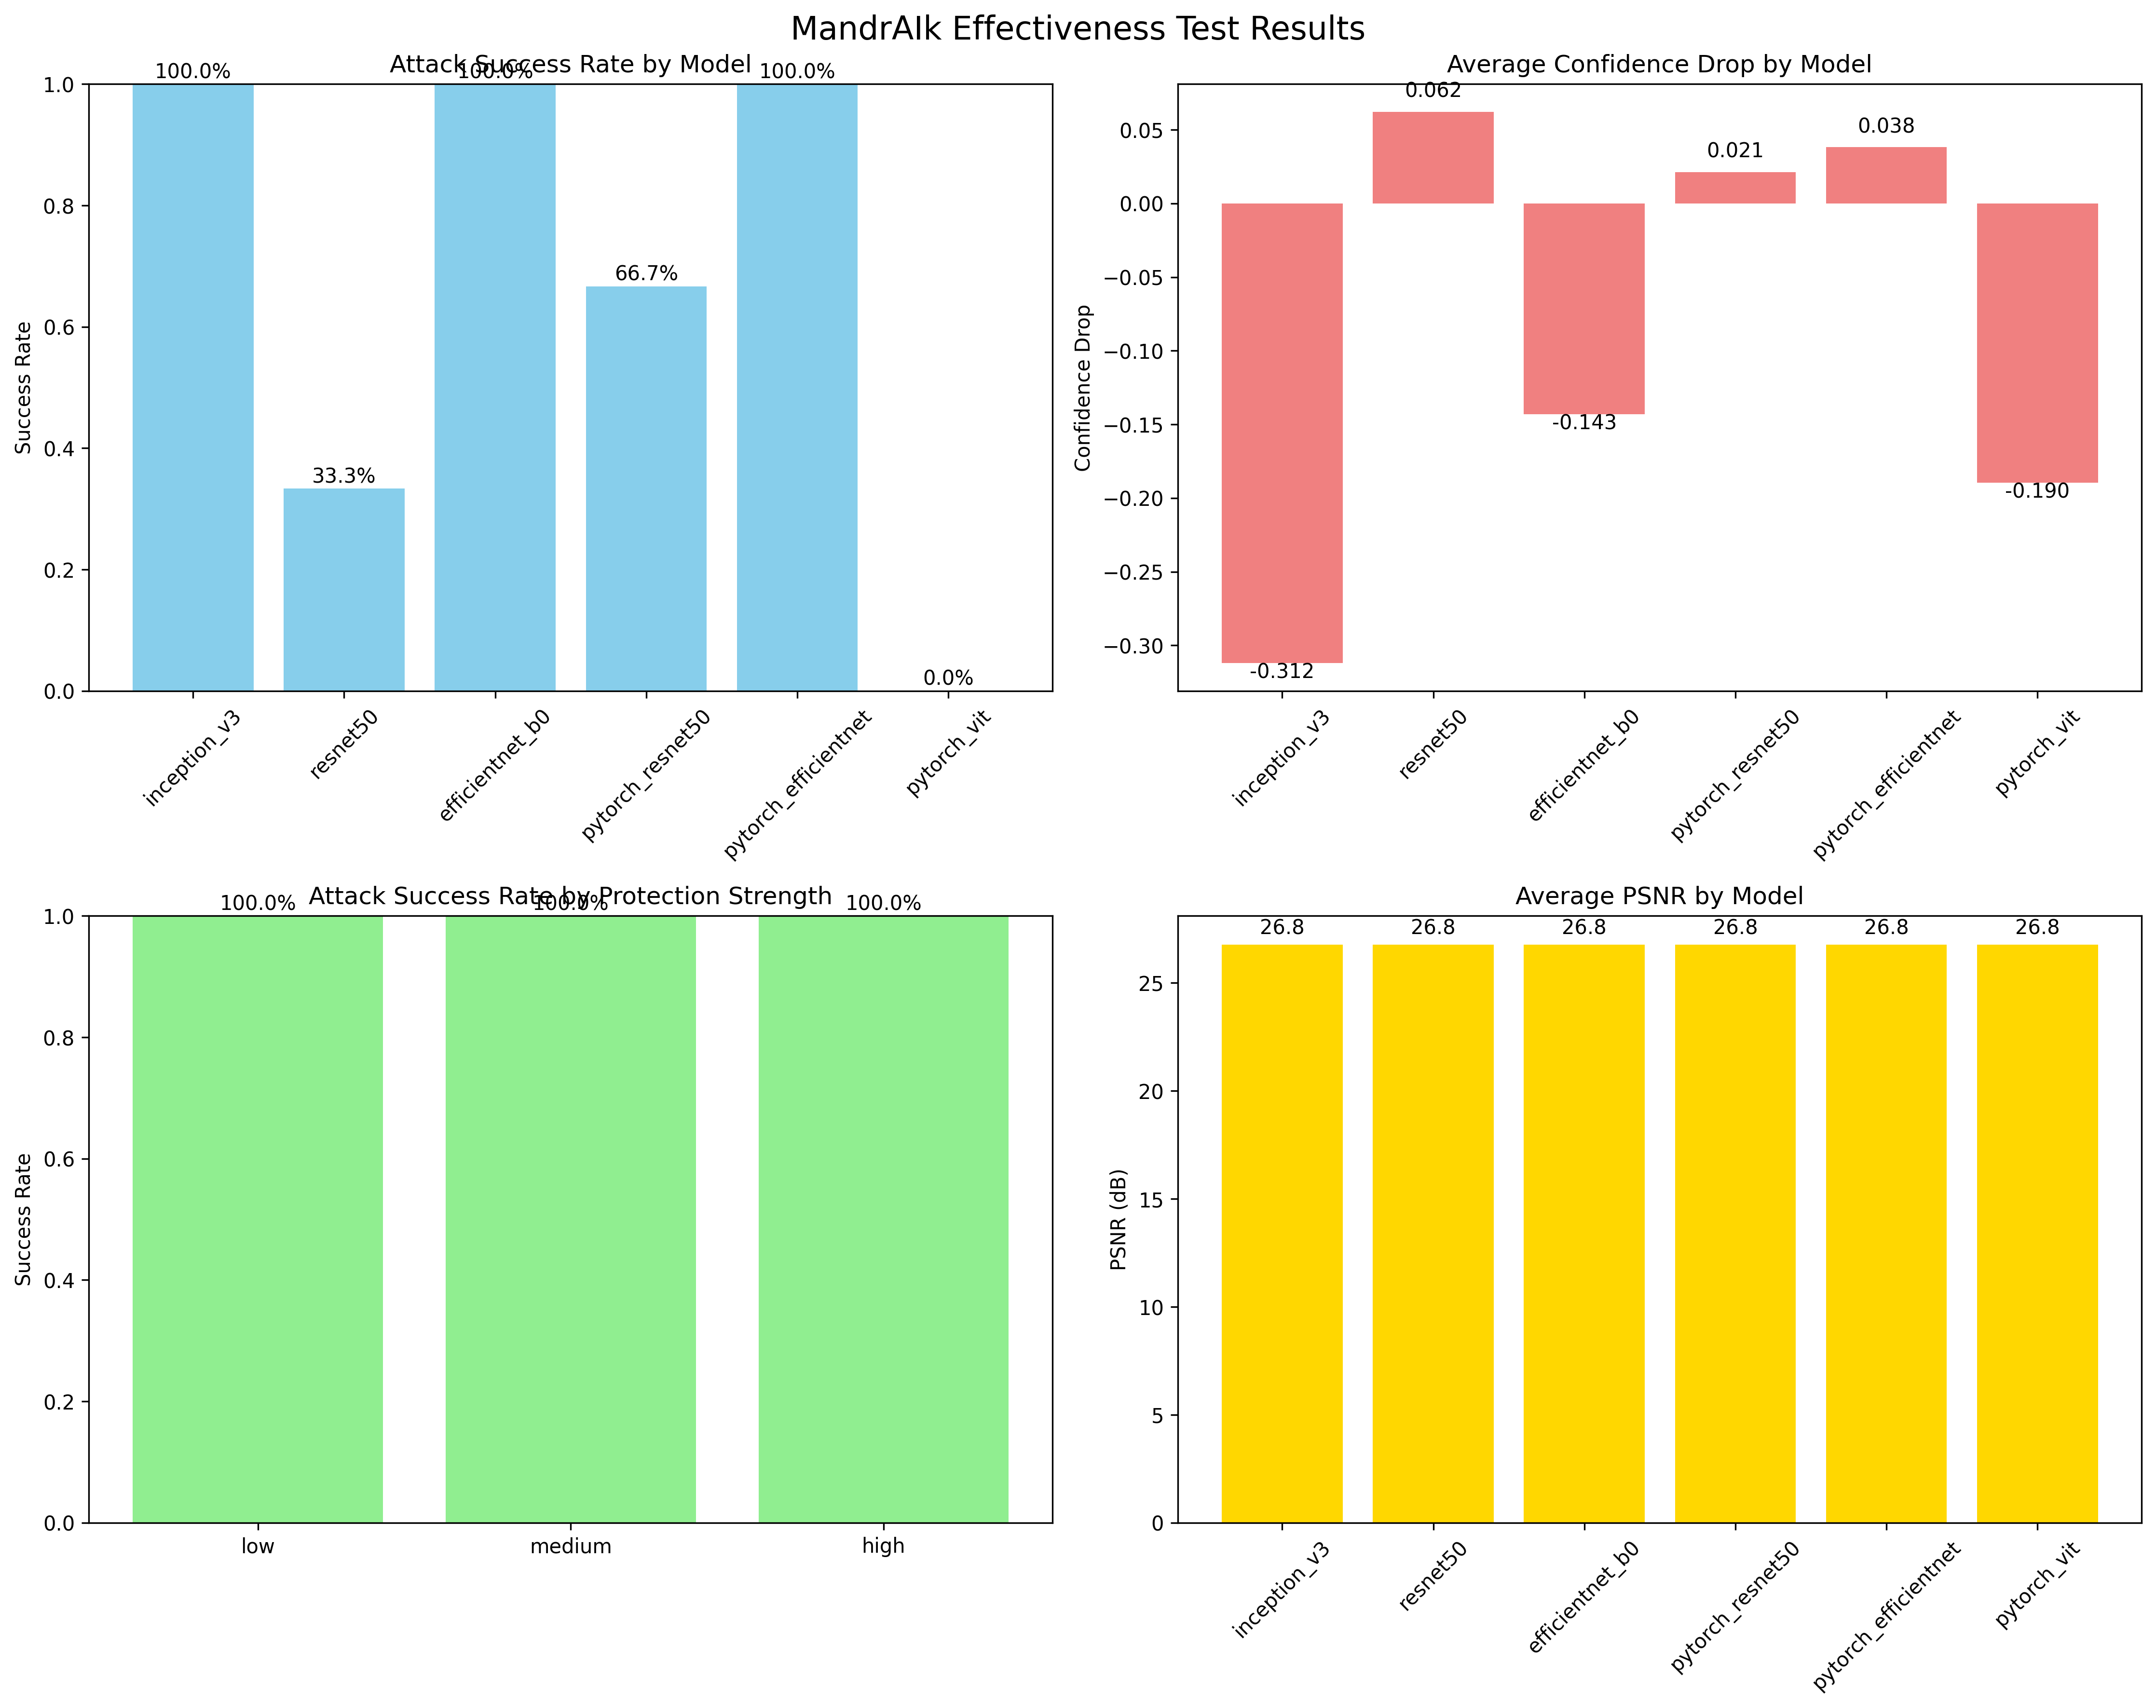 MandrAIk Effectiveness Test Results
Attack Success Rate by Model
100.0%
100.0%
100.0%
66.7%
33.3%
0.0%
Success Rate
1.0
0.8
0.6
0.4
0.2
0.0
inception_v3
resnet50
efficientnet_b0
pytorch_resnet50
pytorch_efficientnet
pytorch_vit
Average Confidence Drop by Model
0.062
0.038
0.021
-0.143
-0.190
-0.312
Confidence Drop
0.05
0.00
−0.05
−0.10
−0.15
−0.20
−0.25
−0.30
inception_v3
resnet50
efficientnet_b0
pytorch_resnet50
pytorch_efficientnet
pytorch_vit
Attack Success Rate by Protection Strength
100.0%
100.0%
100.0%
Success Rate
1.0
0.8
0.6
0.4
0.2
0.0
low
medium
high
Average PSNR by Model
26.8
26.8
26.8
26.8
26.8
26.8
PSNR (dB)
25
20
15
10
5
0
inception_v3
resnet50
efficientnet_b0
pytorch_resnet50
pytorch_efficientnet
pytorch_vit